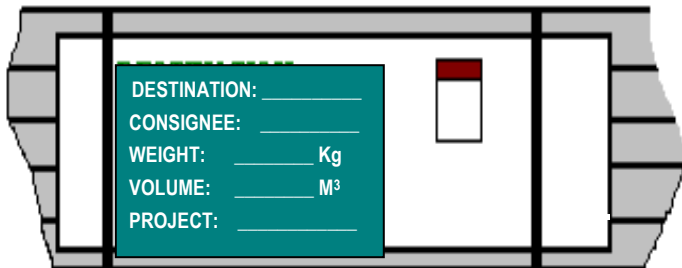 DESTINATION: __________
CONSIGNEE: __________
WEIGHT: ________ Kg
VOLUME: ________ M³
PROJECT: ____________